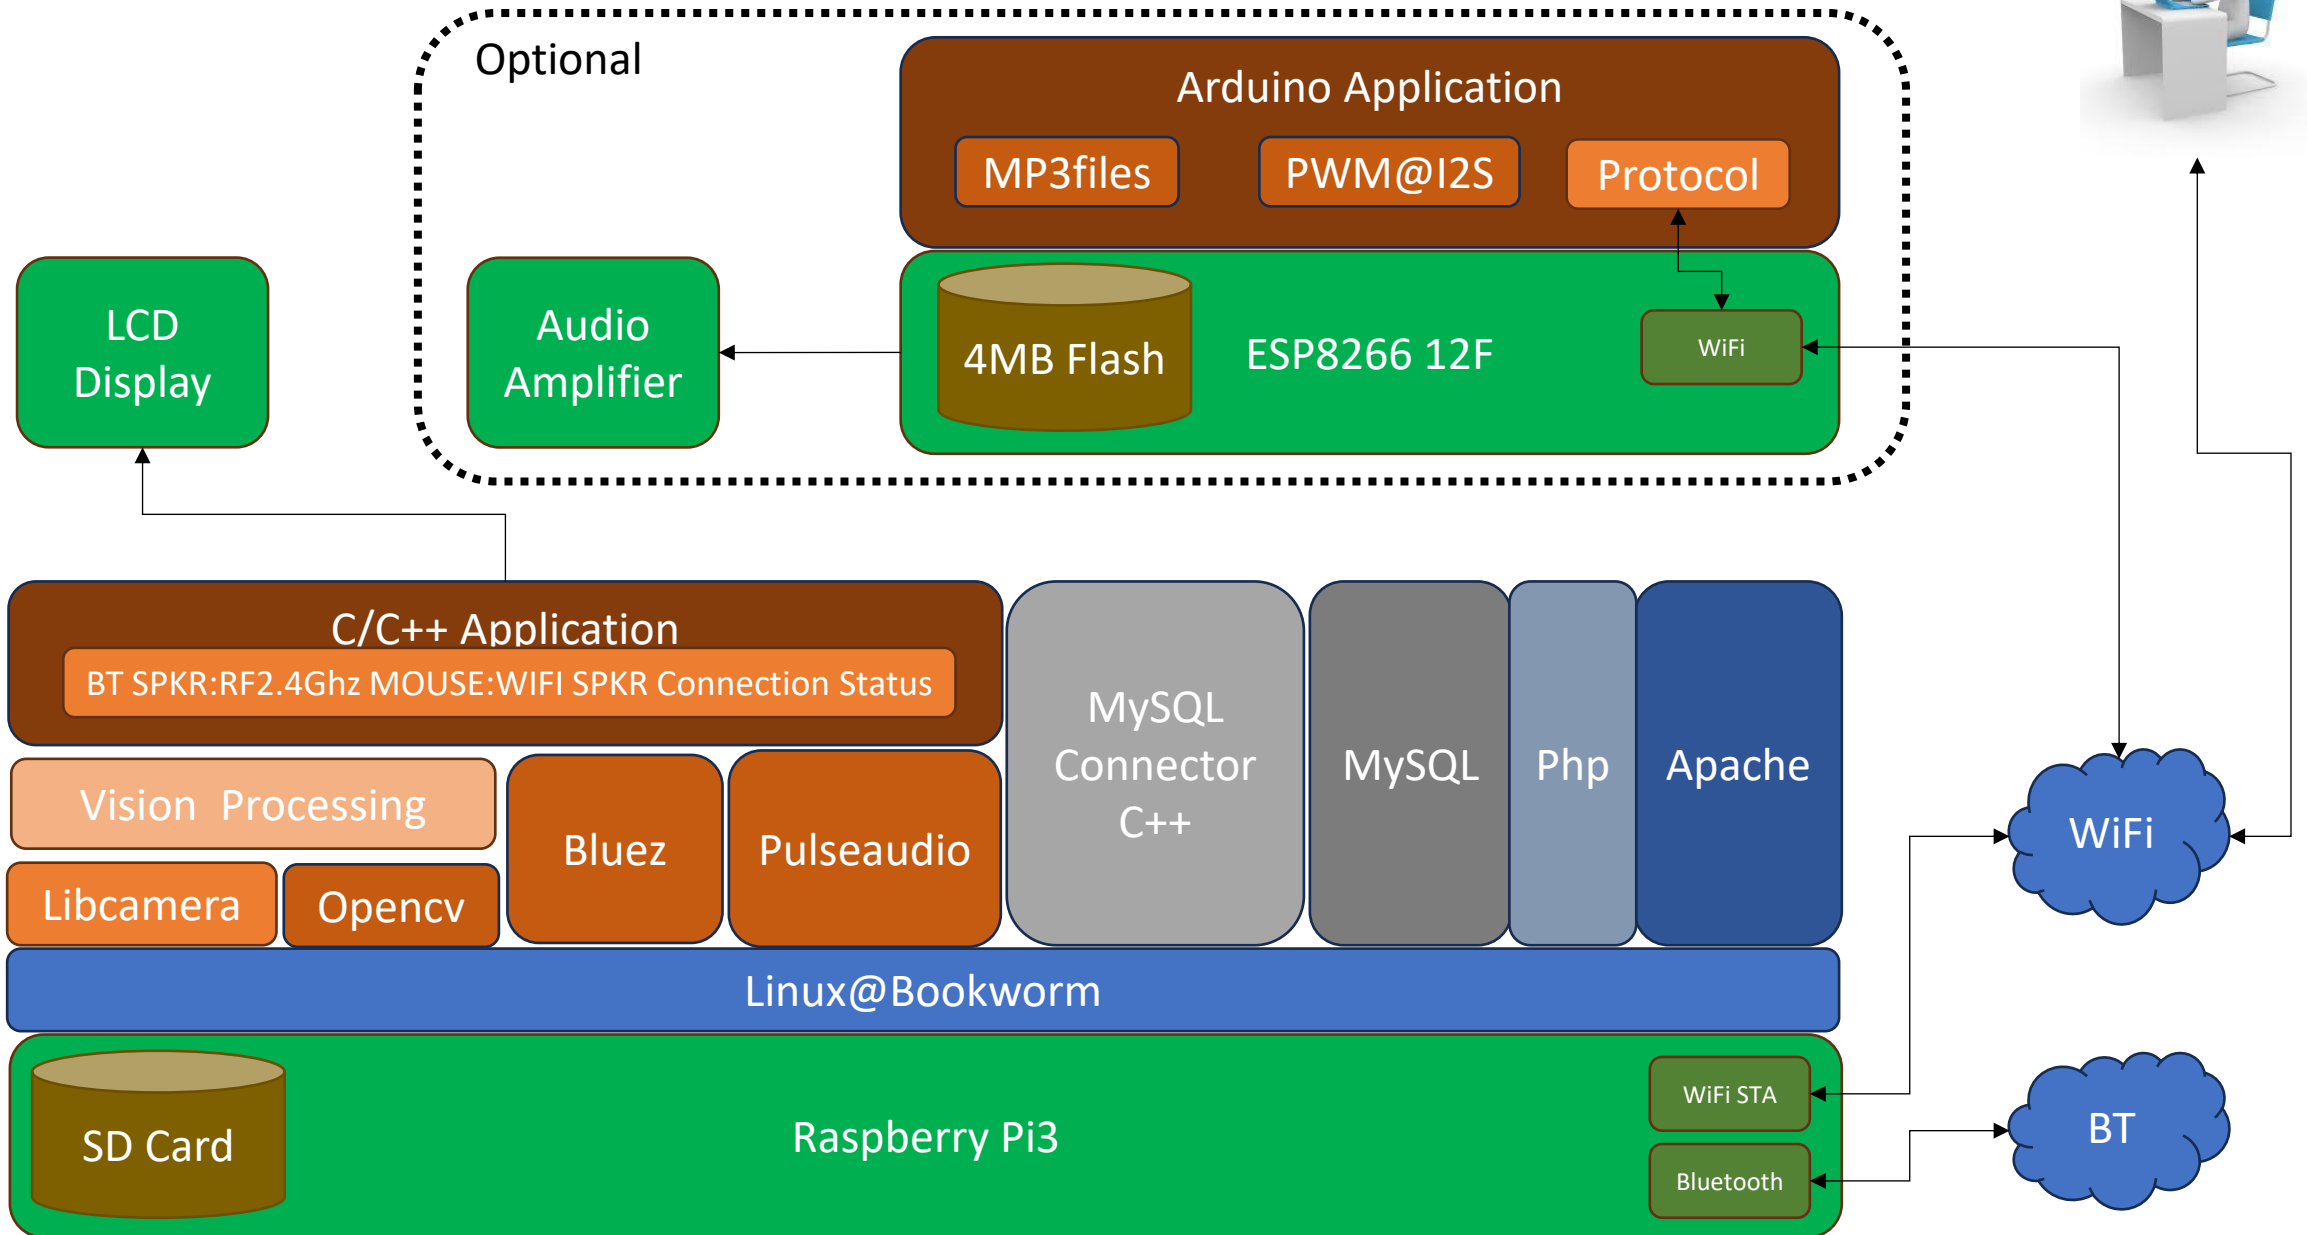 Optional
Arduino Application
MP3files
PWM@I2S
Protocol
LCD
Display
Audio
Amplifier
4MB Flash
ESP8266 12F
WiFi
C/C++ Application
BT SPKR:RF2.4Ghz MOUSE:WIFI SPKR Connection Status
MySQL
Connector
C++
MySQL
Php
Apache
Vision  Processing
Bluez
Pulseaudio
Libcamera
Opencv
WiFi
Linux@Bookworm
SD Card
Raspberry Pi3
WiFi STA
Bluetooth
BT